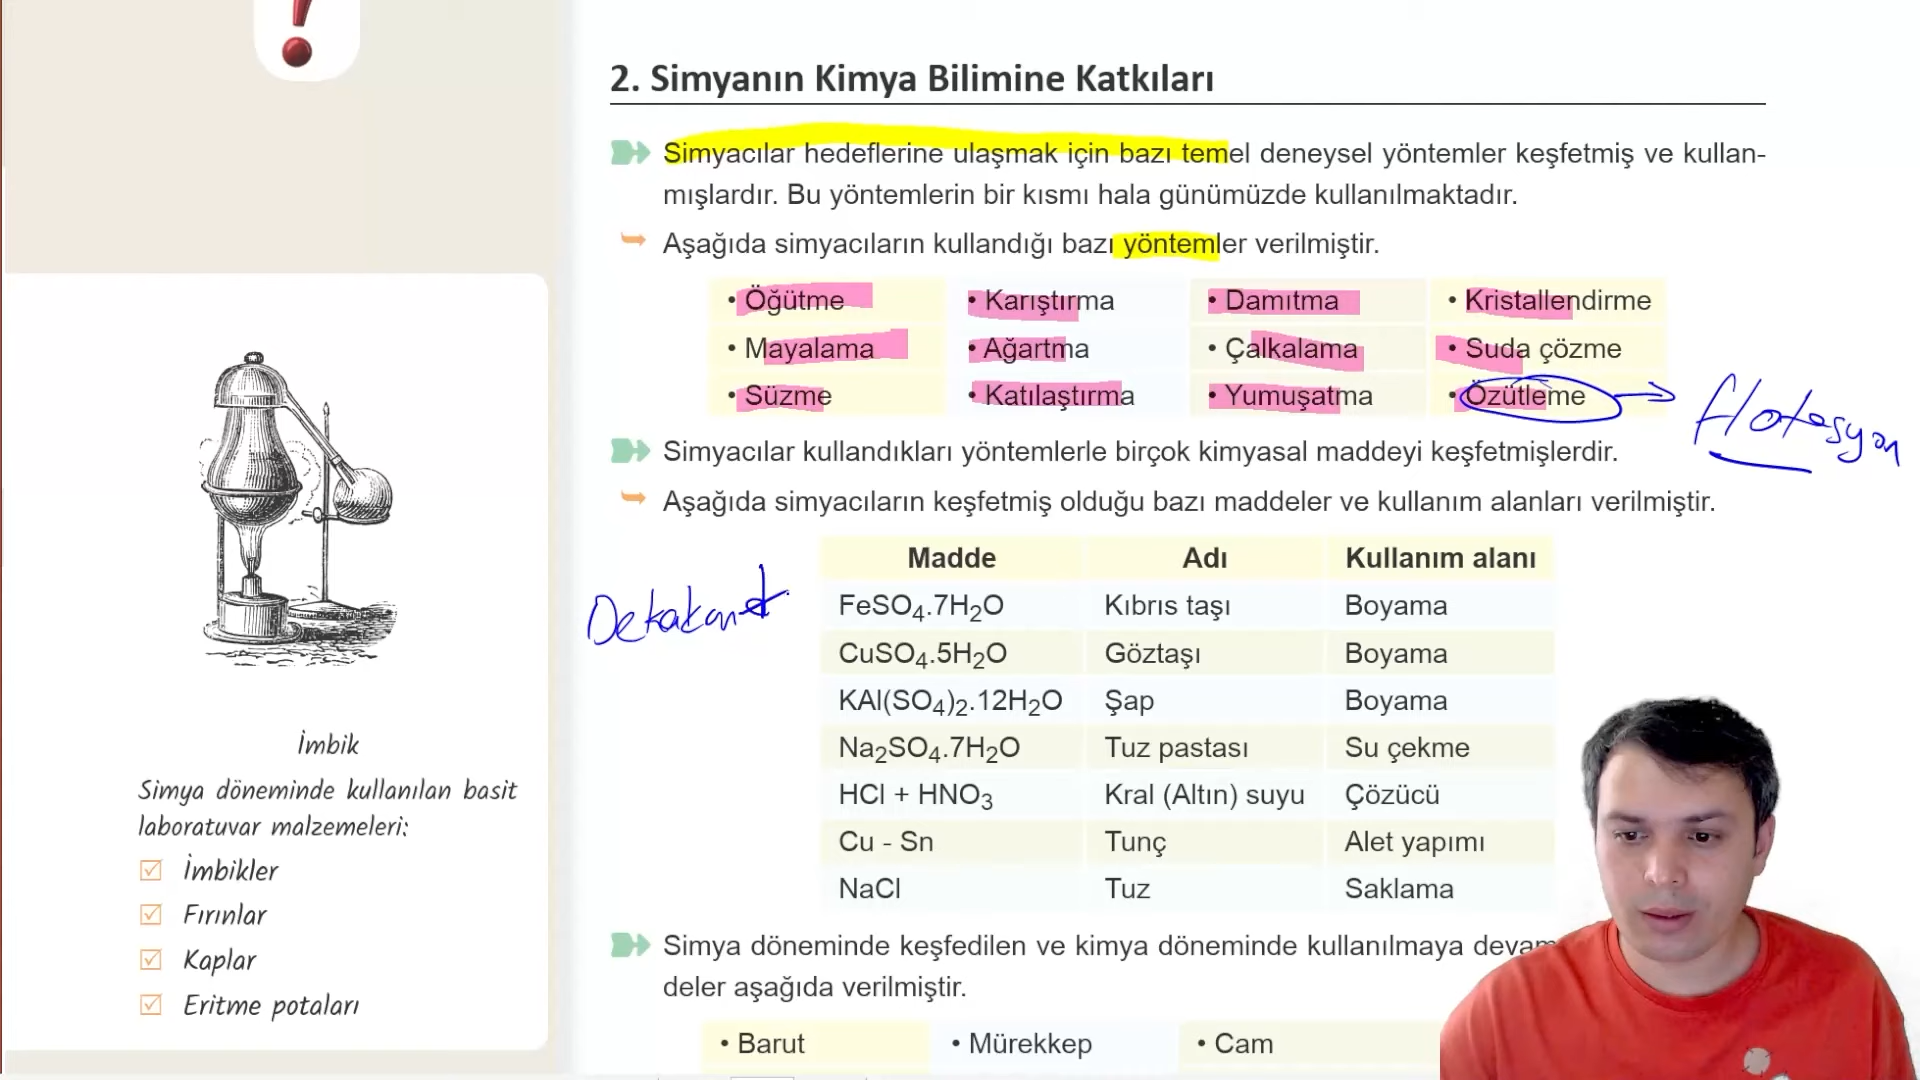 2. Simyanın Kimya Bilimine Katkıları
Simyacılar hedeflerine ulaşmak için bazı temel deneysel yöntemler keşfetmiş ve kullan-
mışlardır. Bu yöntemlerin bir kısmı hala günümüzde kullanılmaktadır.
Aşağıda simyacıların kullandığı bazı yöntemler verilmiştir.
• Öğütme • Karıştırma • Damıtma • Kristallendirme
• Mayalama • Ağartma • Çalkalama • Suda çözme
• Süzme • Katılaştırma • Yumuşatma • Özütleme
flotasyon
Simyacılar kullandıkları yöntemlerle birçok kimyasal maddeyi keşfetmişlerdir.
Aşağıda simyacıların keşfetmiş olduğu bazı maddeler ve kullanım alanları verilmiştir.
Madde Adı Kullanım alanı
FeSO₄.7H₂O Kıbrıs taşı Boyama
CuSO₄.5H₂O Göztaşı Boyama
KAl(SO₄)₂.12H₂O Şap Boyama
Na₂SO₄.7H₂O Tuz pastası Su çekme
HCl + HNO₃ Kral (Altın) suyu Çözücü
Cu - Sn Tunç Alet yapımı
NaCl Tuz Saklama
Simya döneminde keşfedilen ve kimya döneminde kullanılmaya devam
deler aşağıda verilmiştir.
• Barut • Mürekkep • Cam
İmbik
Simya döneminde kullanılan basit
laboratuvar malzemeleri:
İmbikler
Fırınlar
Kaplar
Eritme potaları